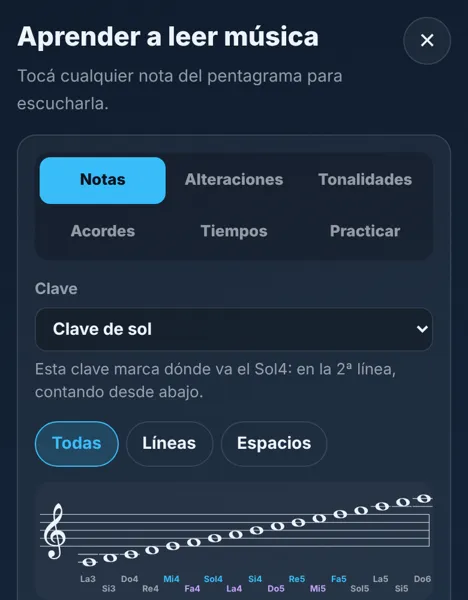 Aprender a leer música
Tocá cualquier nota del pentagrama para
escucharla.
Notas Alteraciones Tonalidades
Acordes Tiempos Practicar
Clave
Clave de sol
Esta clave marca dónde va el Sol4: en la 2ª línea,
contando desde abajo.
Todas Líneas Espacios
La3 Do4 Mi4 Sol4 Si4 Re5 Fa5 La5 Do6
Si3 Re4 Fa4 La4 Do5 Mi5 Sol5 Si5